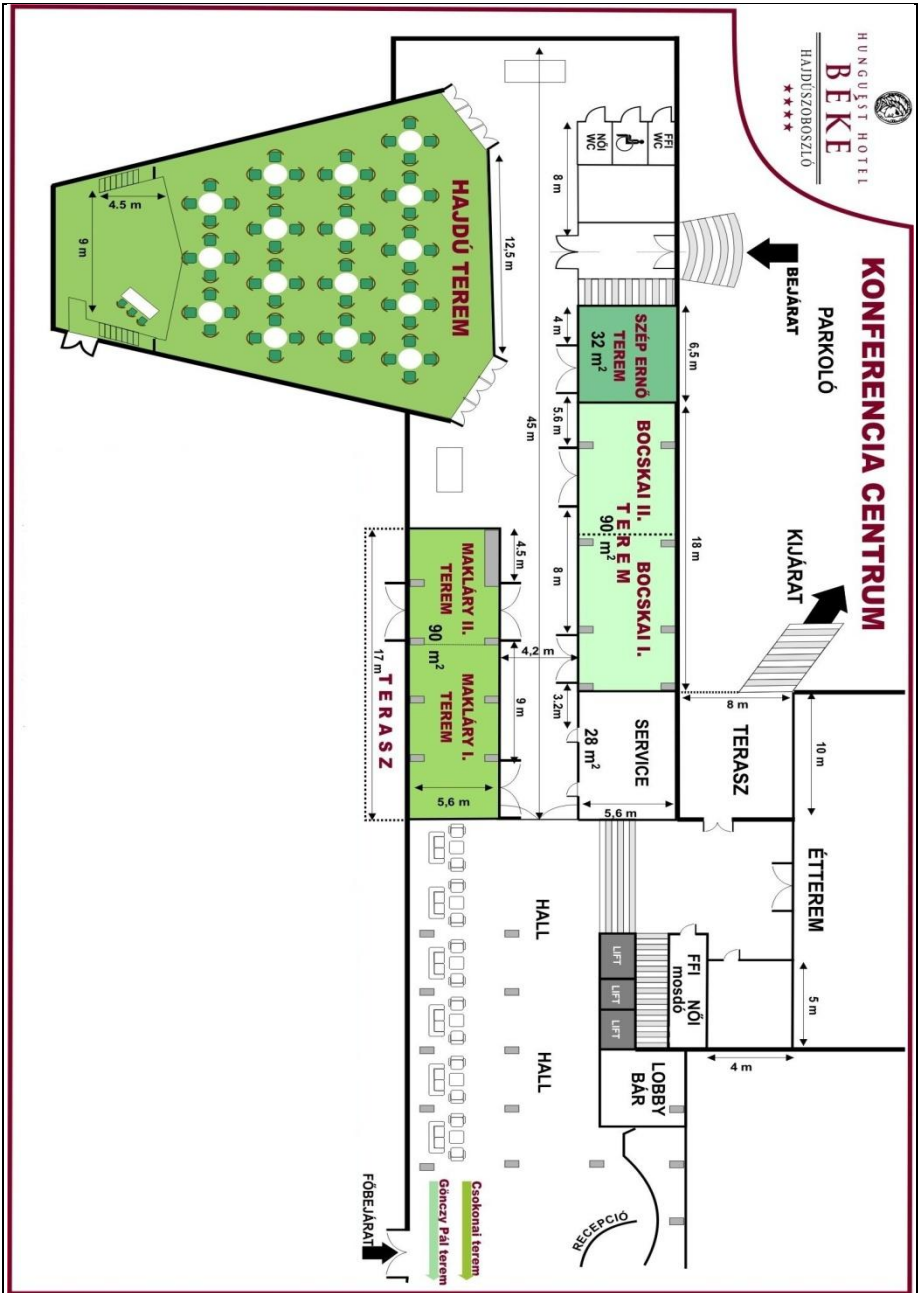 HUNGUEST HOTEL
BÉKE
HAJDÚSZOBOSZLÓ
★★★★
KONFERENCIA CENTRUM
PARKOLÓ
BEJÁRAT
KIJÁRAT
FFI
WC
NŐI
WC
8 m
HAJDÚ TEREM
12,5 m
4.5 m
9 m
45 m
SZÉP ERNŐ
TEREM
32 m²
6,5 m
4 m
5.6 m
18 m
BOCSKAI II.
BOCSKAI I.
TEREM
90 m²
8 m
3.2m
4,2 m
MAKLÁRY II.
TEREM
MAKLÁRY I.
TEREM
90 m²
4.5 m
9 m
5,6 m
17 m
TERASZ
SERVICE
28 m²
5,6 m
8 m
TERASZ
10 m
ÉTTEREM
5 m
4 m
FFI NŐI
mosdó
LIFT
LIFT
LIFT
HALL
HALL
LOBBY
BÁR
RECEPCIÓ
Csokonai terem
Gönczy Pál terem
FŐBEJÁRAT